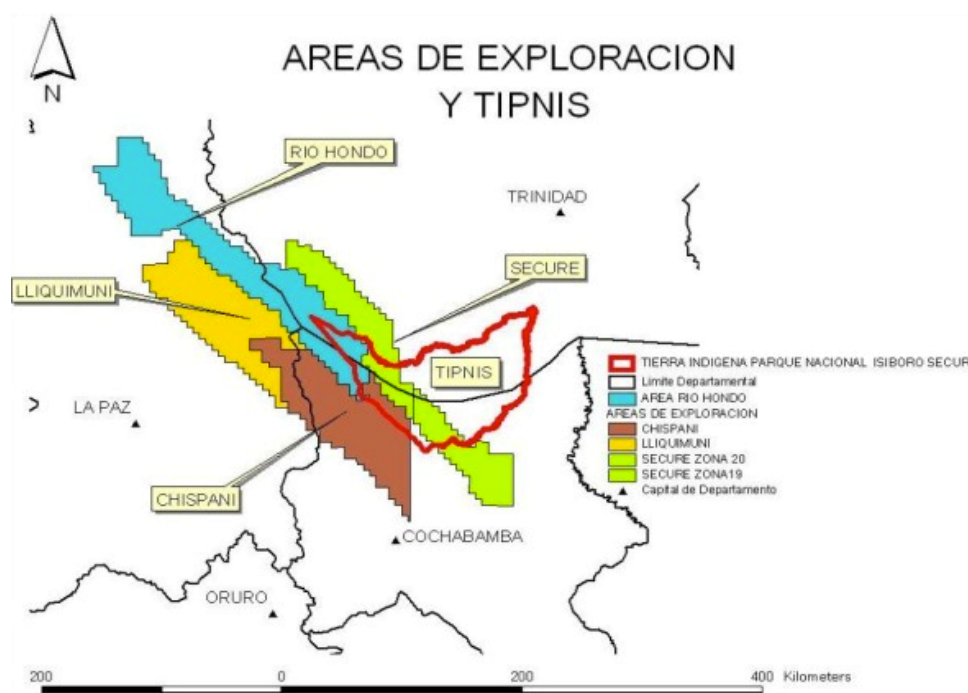 AREAS DE EXPLORACION
Y TIPNIS
N
RIO HONDO
TRINIDAD
SECURE
LLIQUIMUNI
TIPNIS
LA PAZ
CHISPANI
COCHABAMBA
ORURO
TIERRA INDIGENA PARQUE NACIONAL ISIBORO SECUR
Limite Departamental
AREA RIO HONDO
AREAS DE EXPLORACION
CHISPANI
LLIQUIMUNI
SECURE ZONA 20
SECURE ZONA19
Capital de Departamento
200 0 200 400 Kilometers